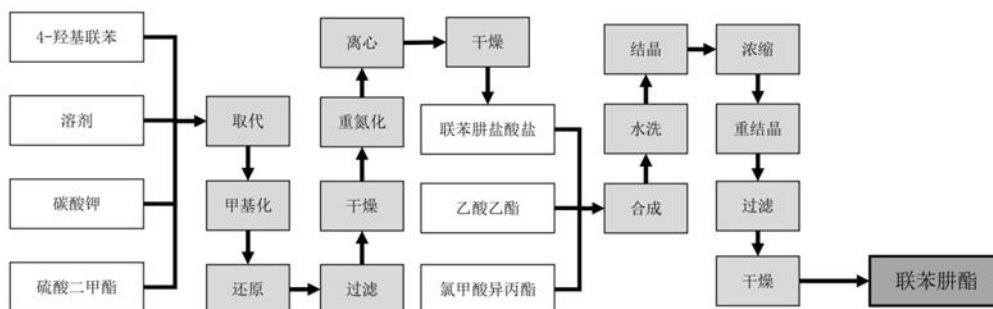 4-羟基联苯
溶剂
碳酸钾
硫酸二甲酯
取代
甲基化
还原
过滤
干燥
重氮化
离心
干燥
联苯肼盐酸盐
乙酸乙酯
氯甲酸异丙酯
合成
水洗
结晶
浓缩
重结晶
过滤
干燥
联苯肼酯